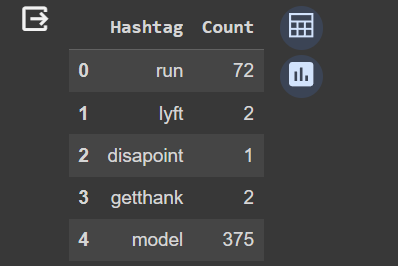 Hashtag Count
0 run 72
1 lyft 2
2 disapoint 1
3 getthank 2
4 model 375